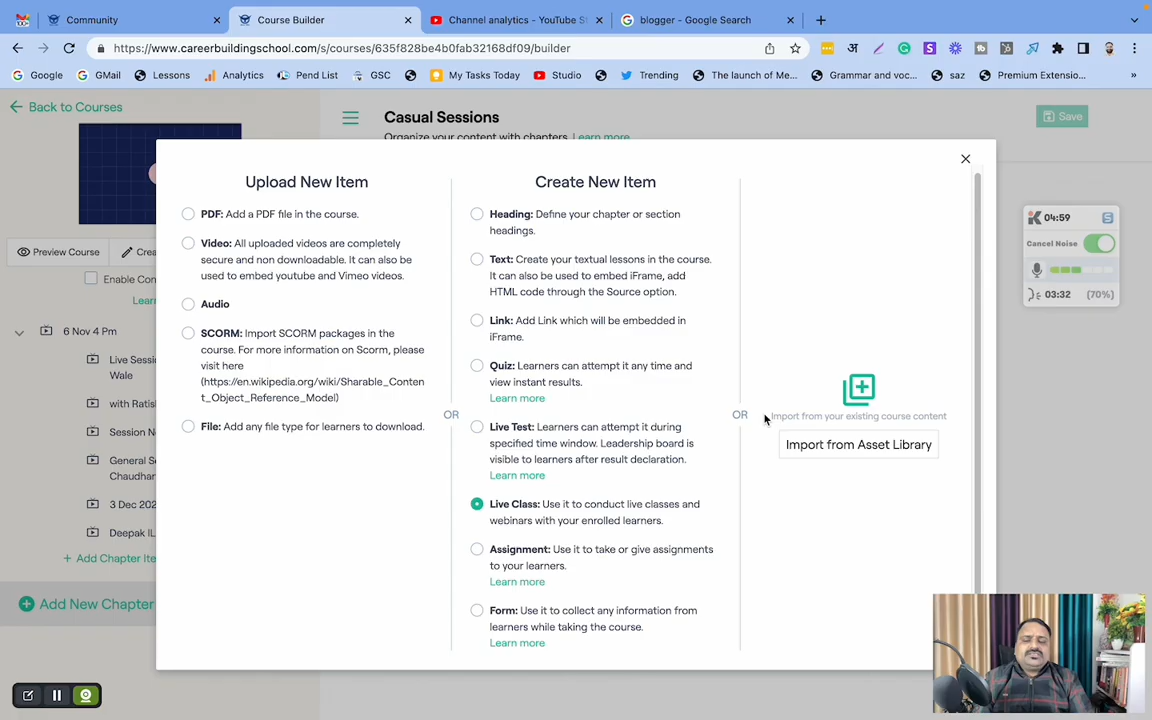 Community
Course Builder
Channel analytics - YouTube S
blogger - Google Search
https://www.careerbuildingschool.com/s/courses/635f828be4b0fab32168df09/builder
Google
GMail
Lessons
Analytics
Pend List
GSC
My Tasks Today
Studio
Trending
The launch of Me...
Grammar and voc...
saz
Premium Extensio...
Back to Courses
Casual Sessions
Organize your content with chapters. Learn more
Save
Preview Course
Crea
Enable Con
Lear
6 Nov 4 Pm
Live Sessi
Wale
with Ratis
Session N
General Se
Chaudhar
3 Dec 202
Deepak IL
+ Add Chapter Ite
Add New Chapter
Upload New Item
PDF: Add a PDF file in the course.
Video: All uploaded videos are completely
secure and non downloadable. It can also be
used to embed youtube and Vimeo videos.
Audio
SCORM: Import SCORM packages in the
course. For more information on Scorm, please
visit here
(https://en.wikipedia.org/wiki/Sharable_Conten
t_Object_Reference_Model)
File: Add any file type for learners to download.
OR
Create New Item
Heading: Define your chapter or section
headings.
Text: Create your textual lessons in the course.
It can also be used to embed iFrame, add
HTML code through the Source option.
Link: Add Link which will be embedded in
iFrame.
Quiz: Learners can attempt it any time and
view instant results.
Learn more
Live Test: Learners can attempt it during
specified time window. Leadership board is
visible to learners after result declaration.
Learn more
Live Class: Use it to conduct live classes and
webinars with your enrolled learners.
Assignment: Use it to take or give assignments
to your learners.
Learn more
Form: Use it to collect any information from
learners while taking the course.
Learn more
OR
Import from your existing course content
Import from Asset Library
04:59
Cancel Noise
03:32 (70%)